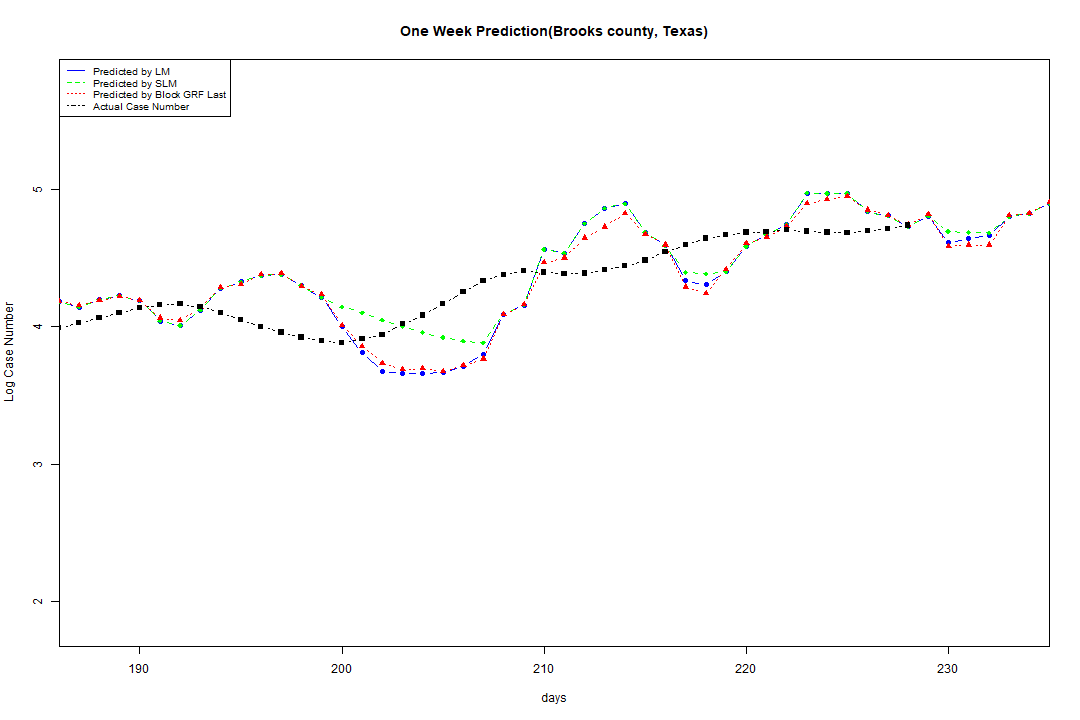 One Week Prediction(Brooks county, Texas)
Predicted by LM
Predicted by SLM
Predicted by Block GRF Last
Actual Case Number
5
4
3
2
Log Case Number
190 200 210 220 230
days